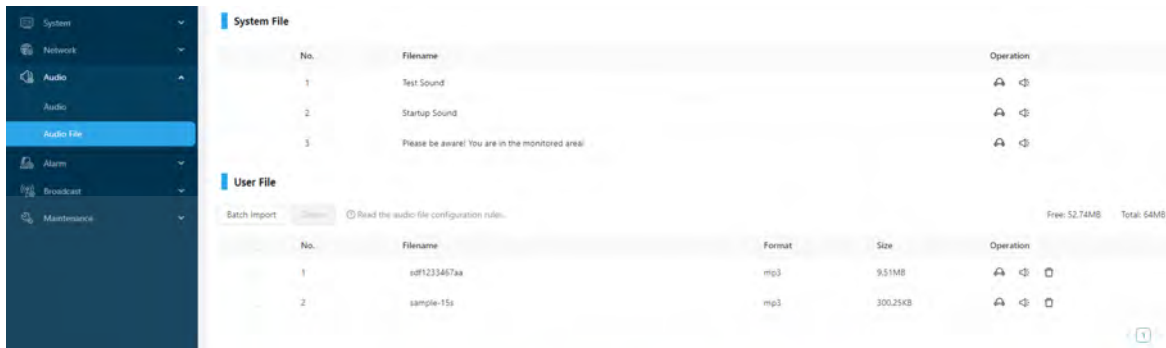 System
Network
Audio
Audio
Audio File
Alarm
Broadcast
Maintenance
System File
No. Filename Operation
1 Test Sound
2 Startup Sound
3 Please be aware! You are in the monitored area!
User File
Batch Import Delete Read the audio file configuration rules. Free: 52.74MB Total: 64MB
No. Filename Format Size Operation
1 sdf1233467aa mp3 9.51MB
2 sample-15s mp3 300.25KB
1